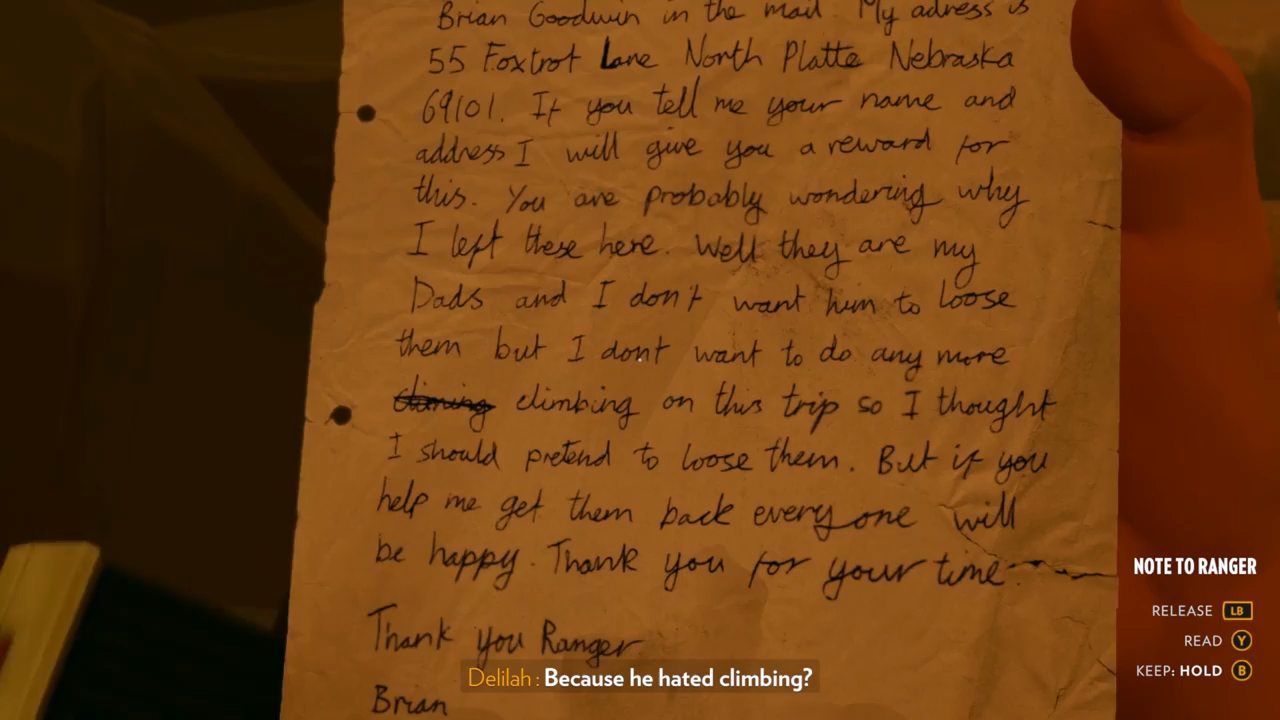 Brian Goodwin in the mail. My adress is
55 Foxtrot Lane North Platte Nebraska
69101. If you tell me your name and
address I will give you a reward for
this. You are probably wondering why
I left these here. Well they are my
Dads and I don't want him to loose
them but I dont want to do any more
climing climbing on this trip so I thought
I should pretend to loose them. But if you
help me get them back every one will
be happy. Thank you for your time.
Thank you Ranger
Brian
NOTE TO RANGER
RELEASE LB
READ Y
KEEP: HOLD B
Delilah : Because he hated climbing?